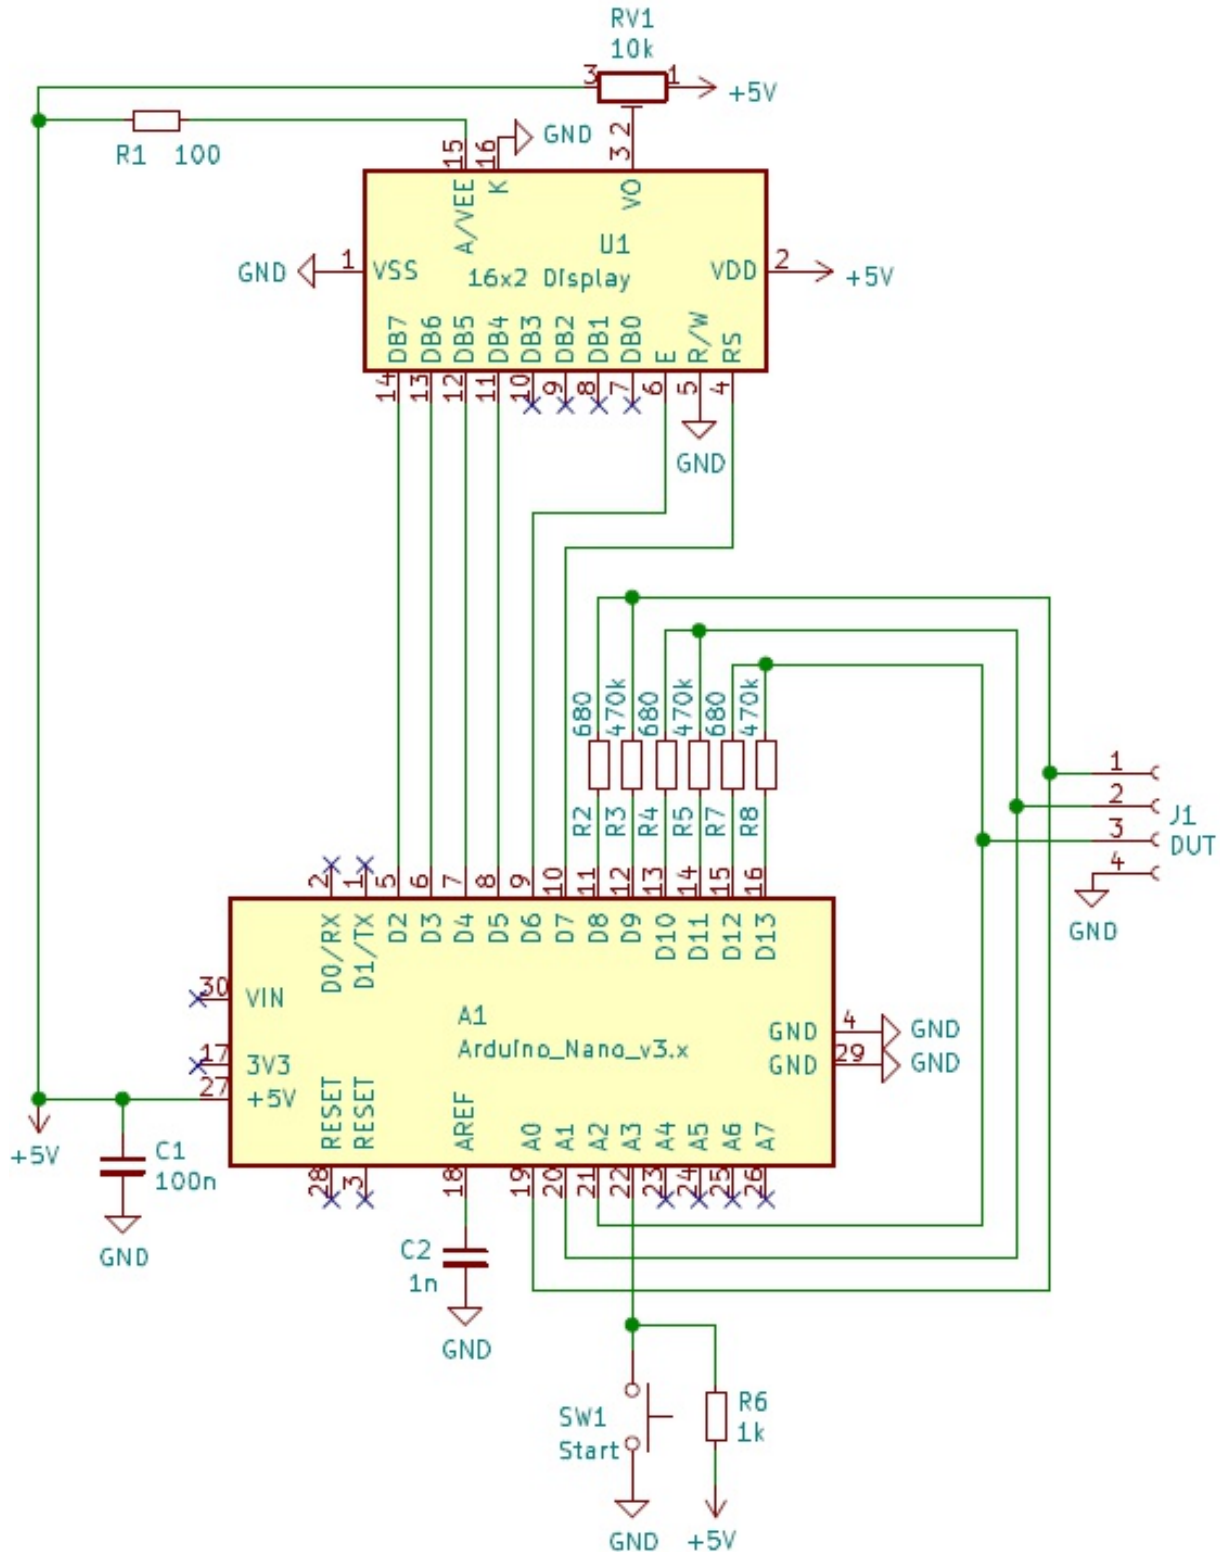 RV1
10k
3
1
+5V
R1 100
15
16
GND
3 2
A/VEE
K
VO
U1
16x2 Display
GND
1
VSS
VDD
2
+5V
DB7
DB6
DB5
DB4
DB3
DB2
DB1
DB0
E
R/W
RS
14
13
12
11
10
9
8
7
6
5
4
GND
680
470k
680
470k
680
470k
R2
R3
R4
R5
R7
R8
1
2
3
4
J1
DUT
GND
2
1
5
6
7
8
9
10
11
12
13
14
15
16
D0/RX
D1/TX
D2
D3
D4
D5
D6
D7
D8
D9
D10
D11
D12
D13
30
VIN
17
3V3
27
+5V
A1
Arduino_Nano_v3.x
GND
4
GND
GND
29
GND
RESET
RESET
AREF
A0
A1
A2
A3
A4
A5
A6
A7
28
3
18
19
20
21
22
23
24
25
26
+5V
C1
100n
GND
C2
1n
GND
SW1
Start
R6
1k
GND
+5V